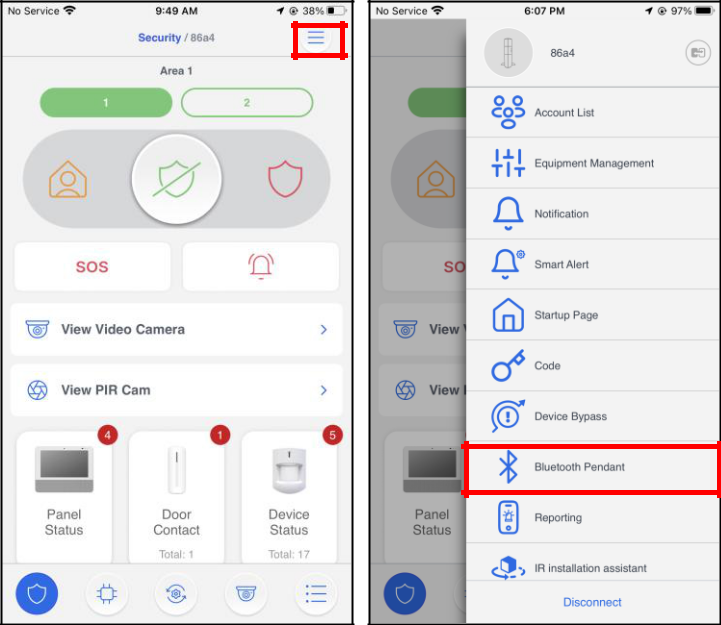 No Service 9:49 AM 38%
Security / 86a4
Area 1
1 2
SOS
View Video Camera
View PIR Cam
4 1 5
Panel Door Device
Status Contact Status
Total: 1 Total: 17
No Service 6:07 PM 97%
86a4
Account List
Equipment Management
Notification
Smart Alert
Startup Page
Code
Device Bypass
Bluetooth Pendant
Reporting
IR installation assistant
Disconnect
SO
View
View
Panel
Status